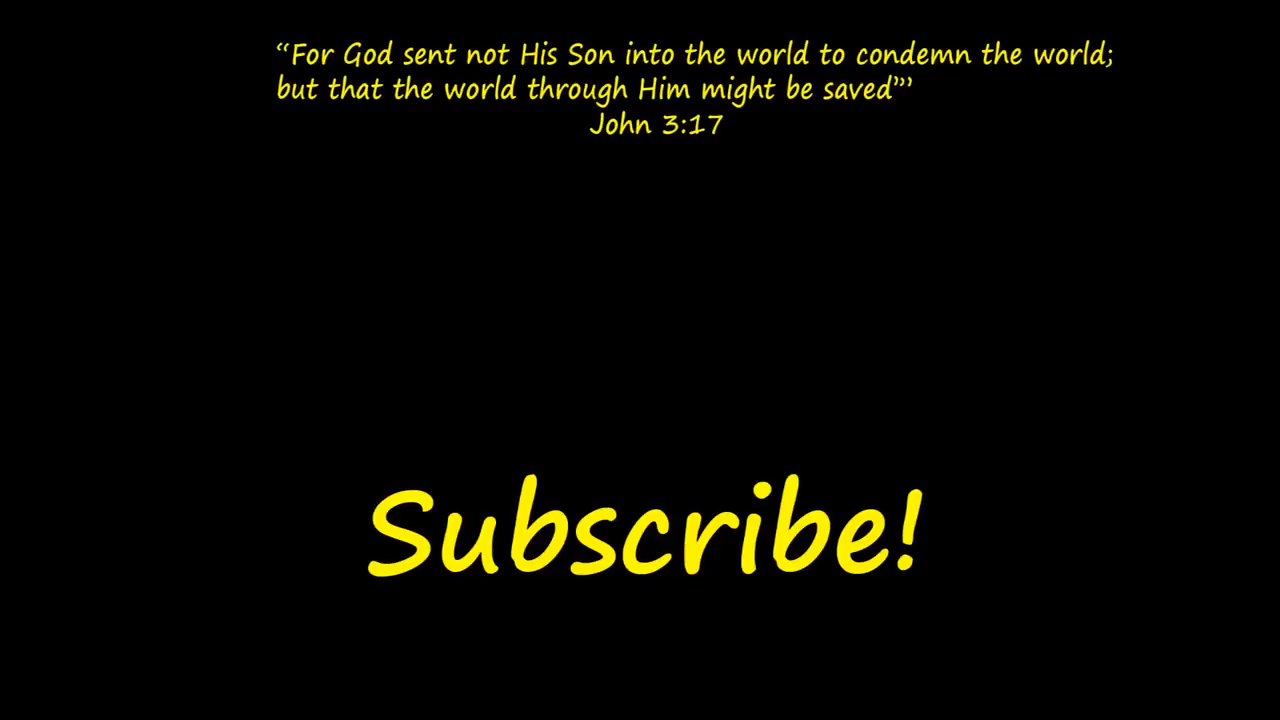 “For God sent not His Son into the world to condemn the world;
but that the world through Him might be saved”’
John 3:17
Subscribe!